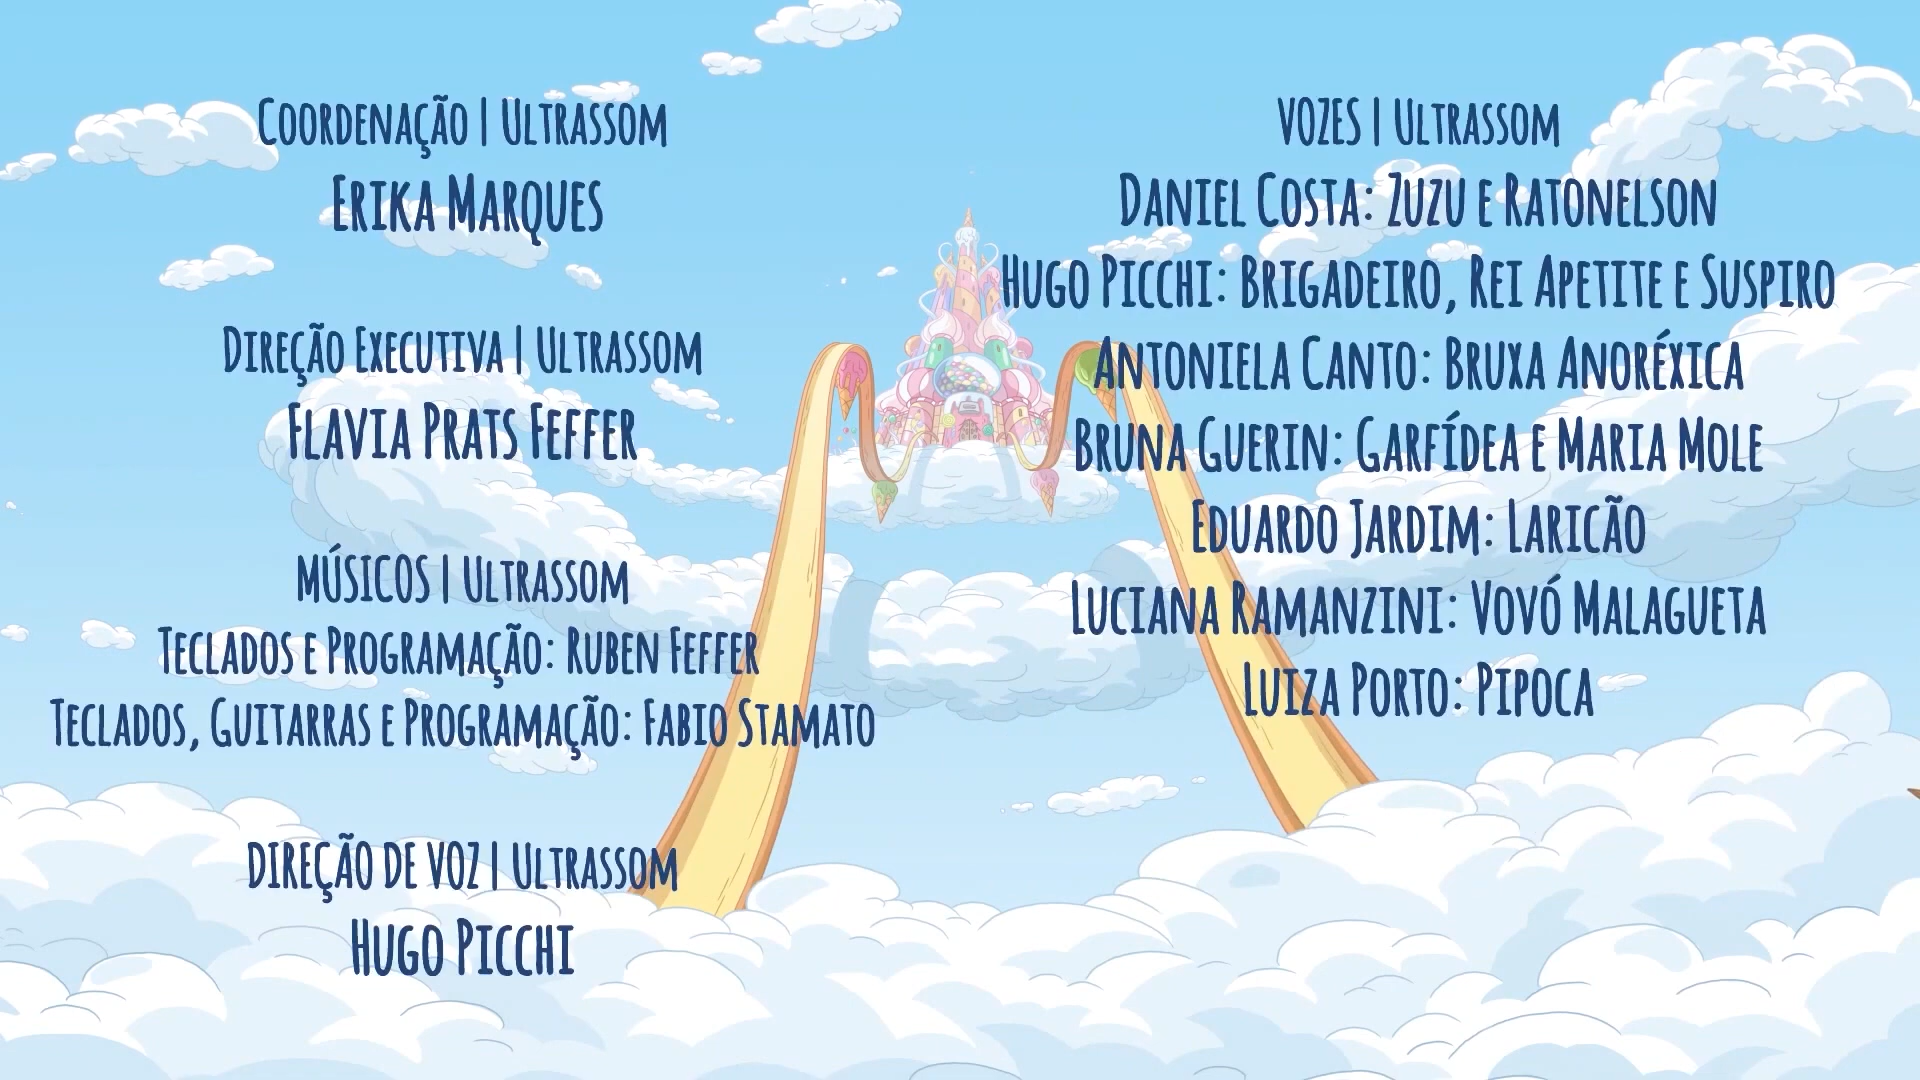 Coordenação | Ultrassom
Erika Marques
Direção Executiva | Ultrassom
Flavia Prats Feffer
MÚSICOS | Ultrassom
Teclados e Programação: Ruben Feffer
Teclados, Guitarras e Programação: Fabio Stamato
DIREÇÃO DE VOZ | Ultrassom
Hugo Picchi
VOZES | Ultrassom
Daniel Costa: Zuzu e Ratonelson
Hugo Picchi: Brigadeiro, Rei Apetite e Suspiro
Antoniela Canto: Bruxa Anoréxica
Bruna Guerin: Garfídea e Maria Mole
Eduardo Jardim: Laricão
Luciana Ramanzini: Vovó Malagueta
Luiza Porto: Pipoca